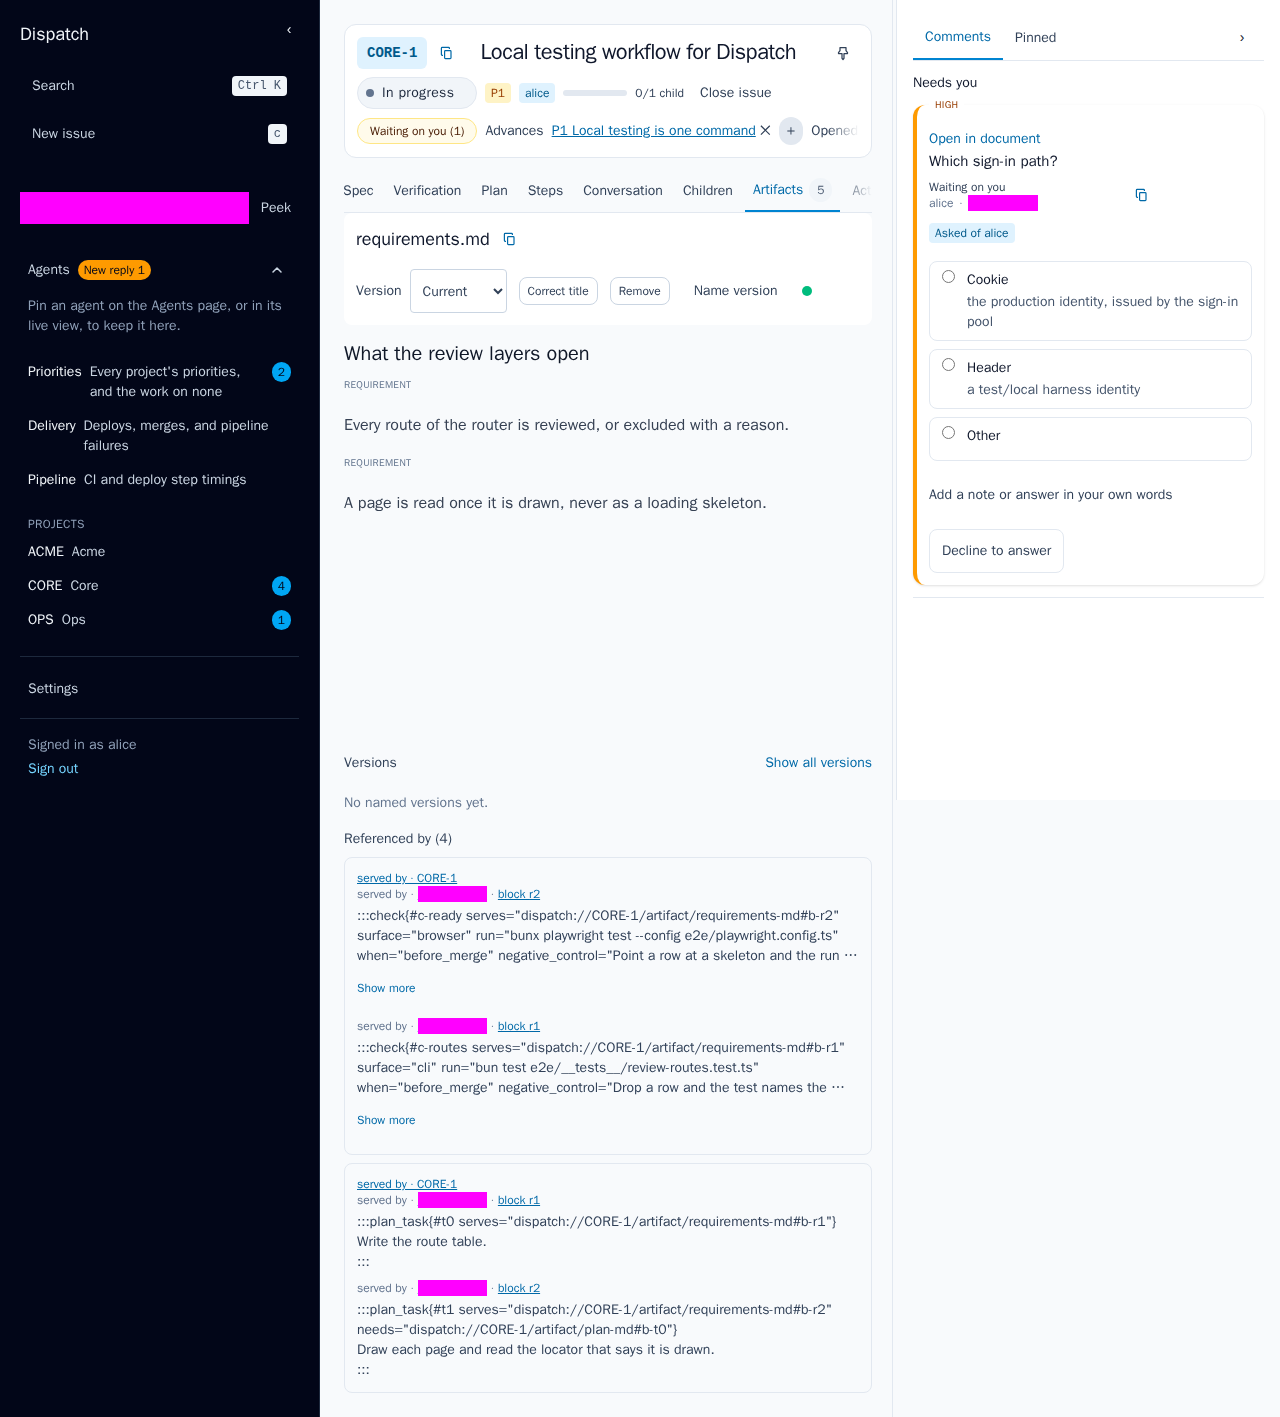 Dispatch
Search
Ctrl K
New issue
C
Peek
Agents
New reply 1
Pin an agent on the Agents page, or in its
live view, to keep it here.
Priorities
Every project's priorities,
and the work on none
2
Delivery
Deploys, merges, and pipeline
failures
Pipeline
CI and deploy step timings
PROJECTS
ACME Acme
CORE Core
4
OPS Ops
1
Settings
Signed in as alice
Sign out
CORE-1
Local testing workflow for Dispatch
In progress
P1
alice
0/1 child
Close issue
Waiting on you (1)
Advances
P1 Local testing is one command
+
Opened
Spec
Verification
Plan
Steps
Conversation
Children
Artifacts 5
Act
requirements.md
Version
Current
Correct title
Remove
Name version
What the review layers open
REQUIREMENT
Every route of the router is reviewed, or excluded with a reason.
REQUIREMENT
A page is read once it is drawn, never as a loading skeleton.
Versions
Show all versions
No named versions yet.
Referenced by (4)
served by · CORE-1
served by · · block r2
:::check{#c-ready serves="dispatch://CORE-1/artifact/requirements-md#b-r2"
surface="browser" run="bunx playwright test --config e2e/playwright.config.ts"
when="before_merge" negative_control="Point a row at a skeleton and the run ⋯
Show more
served by · · block r1
:::check{#c-routes serves="dispatch://CORE-1/artifact/requirements-md#b-r1"
surface="cli" run="bun test e2e/__tests__/review-routes.test.ts"
when="before_merge" negative_control="Drop a row and the test names the ⋯
Show more
served by · CORE-1
served by · · block r1
:::plan_task{#t0 serves="dispatch://CORE-1/artifact/requirements-md#b-r1"}
Write the route table.
:::
served by · · block r2
:::plan_task{#t1 serves="dispatch://CORE-1/artifact/requirements-md#b-r2"
needs="dispatch://CORE-1/artifact/plan-md#b-t0"}
Draw each page and read the locator that says it is drawn.
:::
Comments
Pinned
Needs you
HIGH
Open in document
Which sign-in path?
Waiting on you
alice ·
Asked of alice
Cookie
the production identity, issued by the sign-in
pool
Header
a test/local harness identity
Other
Add a note or answer in your own words
Decline to answer